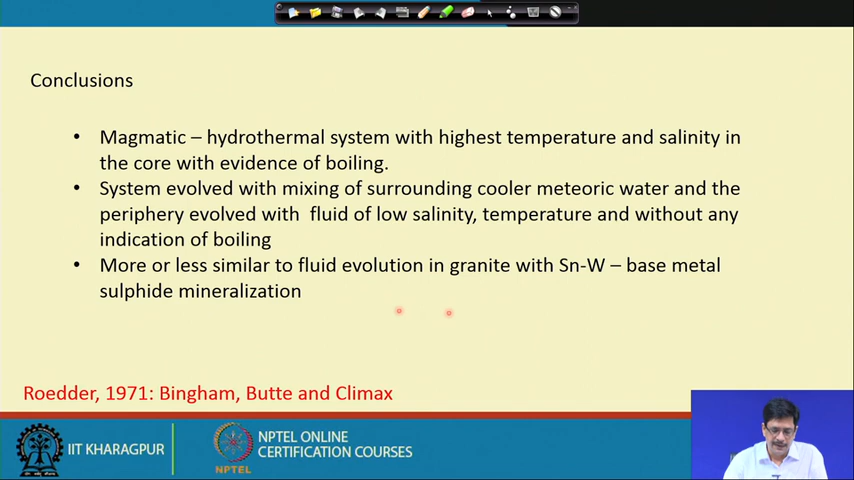 Conclusions
• Magmatic – hydrothermal system with highest temperature and salinity in
the core with evidence of boiling.
• System evolved with mixing of surrounding cooler meteoric water and the
periphery evolved with fluid of low salinity, temperature and without any
indication of boiling
• More or less similar to fluid evolution in granite with Sn-W – base metal
sulphide mineralization
Roedder, 1971: Bingham, Butte and Climax
IIT KHARAGPUR
NPTEL
NPTEL ONLINE
CERTIFICATION COURSES